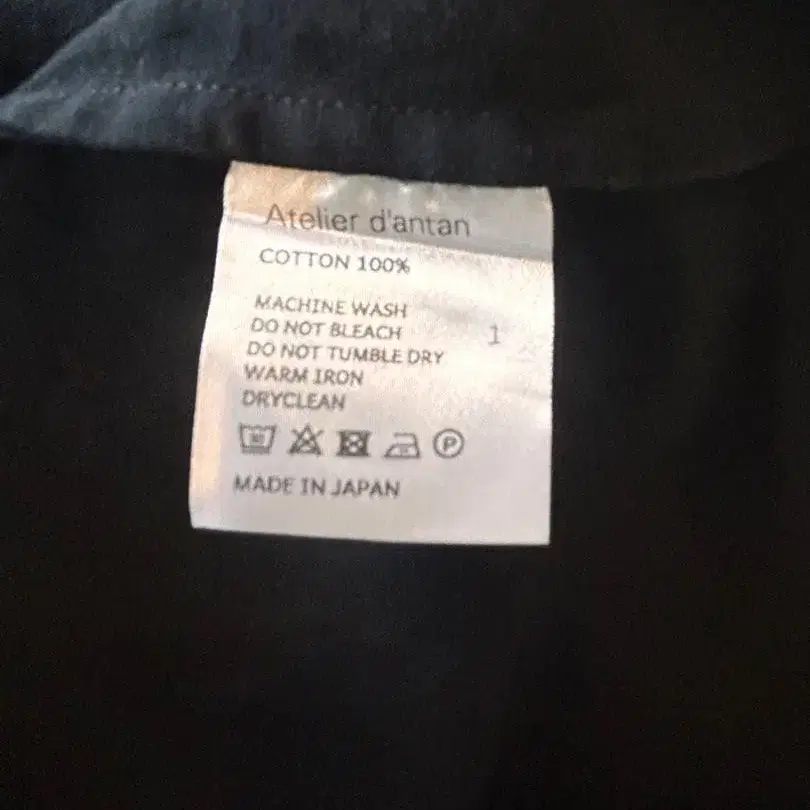 Atelier d'antan
COTTON 100%
MACHINE WASH
DO NOT BLEACH
1
DO NOT TUMBLE DRY
WARM IRON
DRYCLEAN
P
MADE IN JAPAN